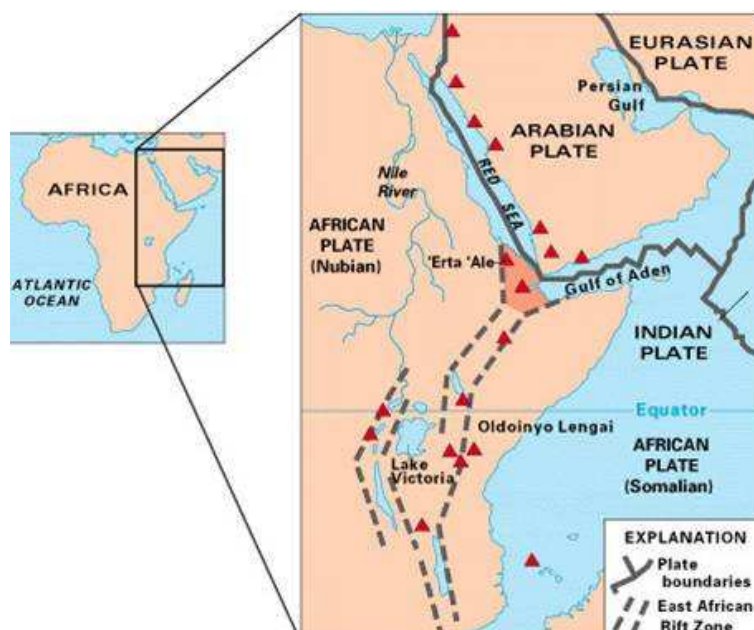 AFRICA
ATLANTIC
OCEAN
EURASIAN
PLATE
Persian
Gulf
ARABIAN
PLATE
Nile
River
RED SEA
AFRICAN
PLATE
(Nubian)
'Erta 'Ale
Gulf of Aden
INDIAN
PLATE
Equator
Oldoinyo Lengai
AFRICAN
PLATE
(Somalian)
Lake
Victoria
EXPLANATION
Plate
boundaries
East African
Rift Zone